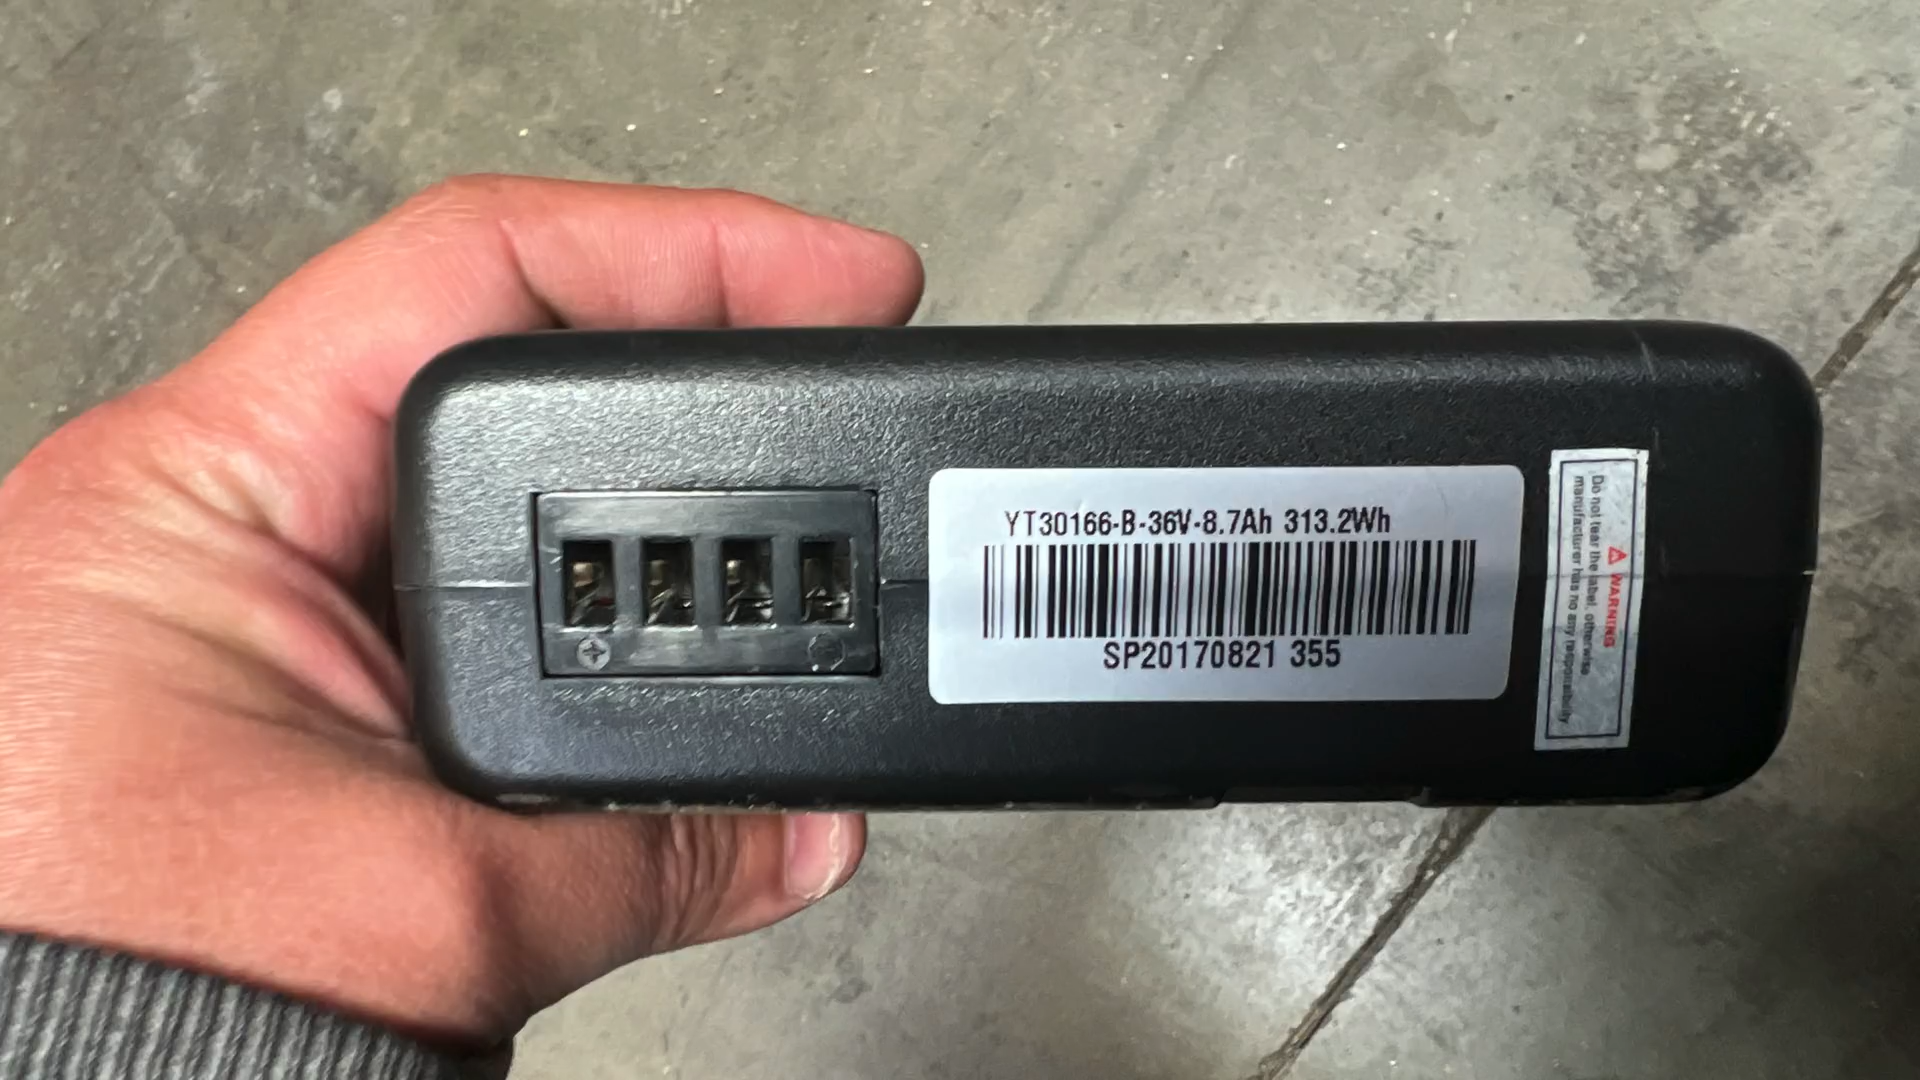 YT30166-B-36V-8.7Ah 313.2Wh
SP20170821 355
WARNING
Do not tear the label, otherwise
manufacturer has no any responsibility